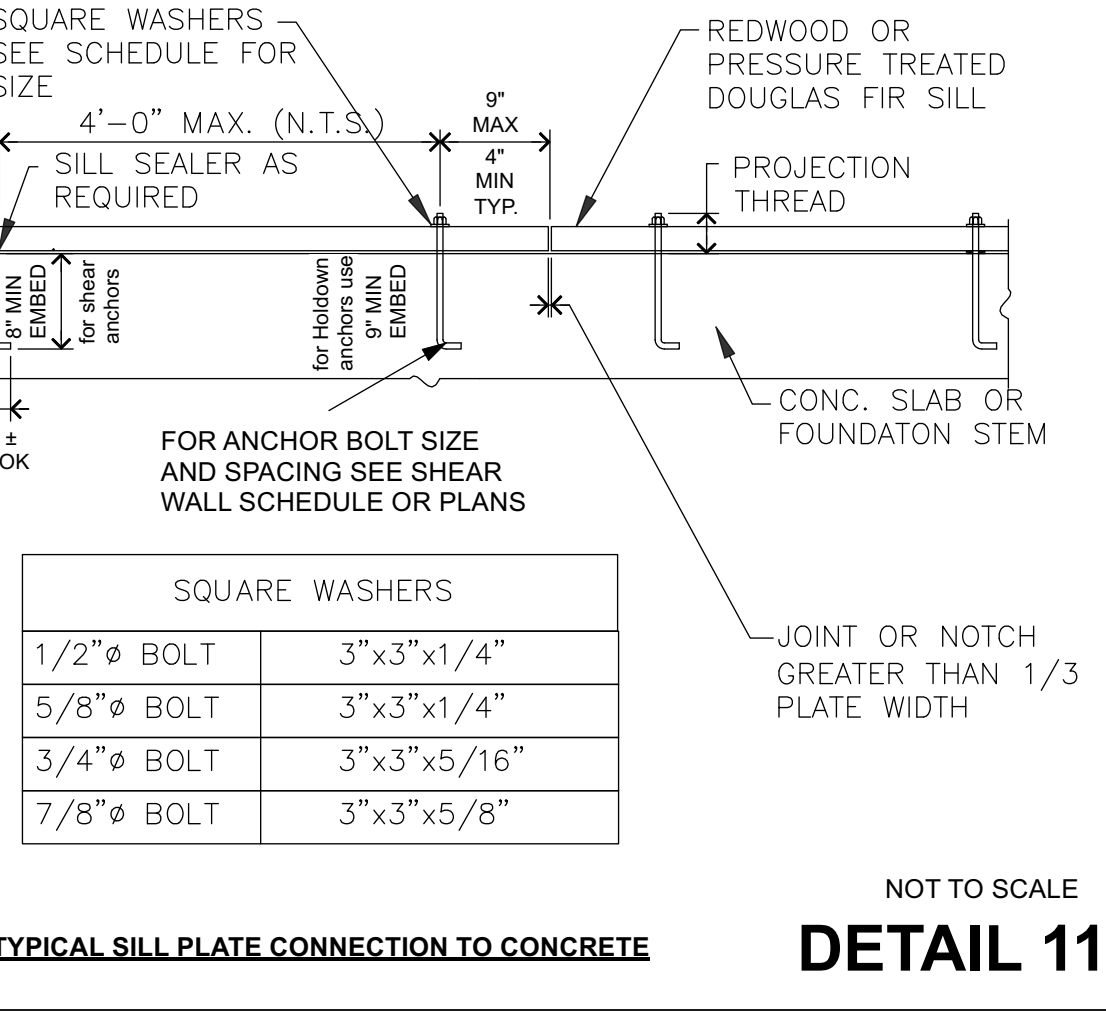 SQUARE WASHERS
SEE SCHEDULE FOR
SIZE
4'-0" MAX. (N.T.S.)
9"
MAX
4"
MIN
TYP.
REDWOOD OR
PRESSURE TREATED
DOUGLAS FIR SILL
SILL SEALER AS
REQUIRED
PROJECTION
THREAD
8" MIN
EMBED
for shear
anchors
for Holdown
anchors use
9" MIN
EMBED
±
OK
FOR ANCHOR BOLT SIZE
AND SPACING SEE SHEAR
WALL SCHEDULE OR PLANS
CONC. SLAB OR
FOUNDATON STEM
SQUARE WASHERS
1/2"ø BOLT 3"x3"x1/4"
5/8"ø BOLT 3"x3"x1/4"
3/4"ø BOLT 3"x3"x5/16"
7/8"ø BOLT 3"x3"x5/8"
JOINT OR NOTCH
GREATER THAN 1/3
PLATE WIDTH
NOT TO SCALE
TYPICAL SILL PLATE CONNECTION TO CONCRETE
DETAIL 11